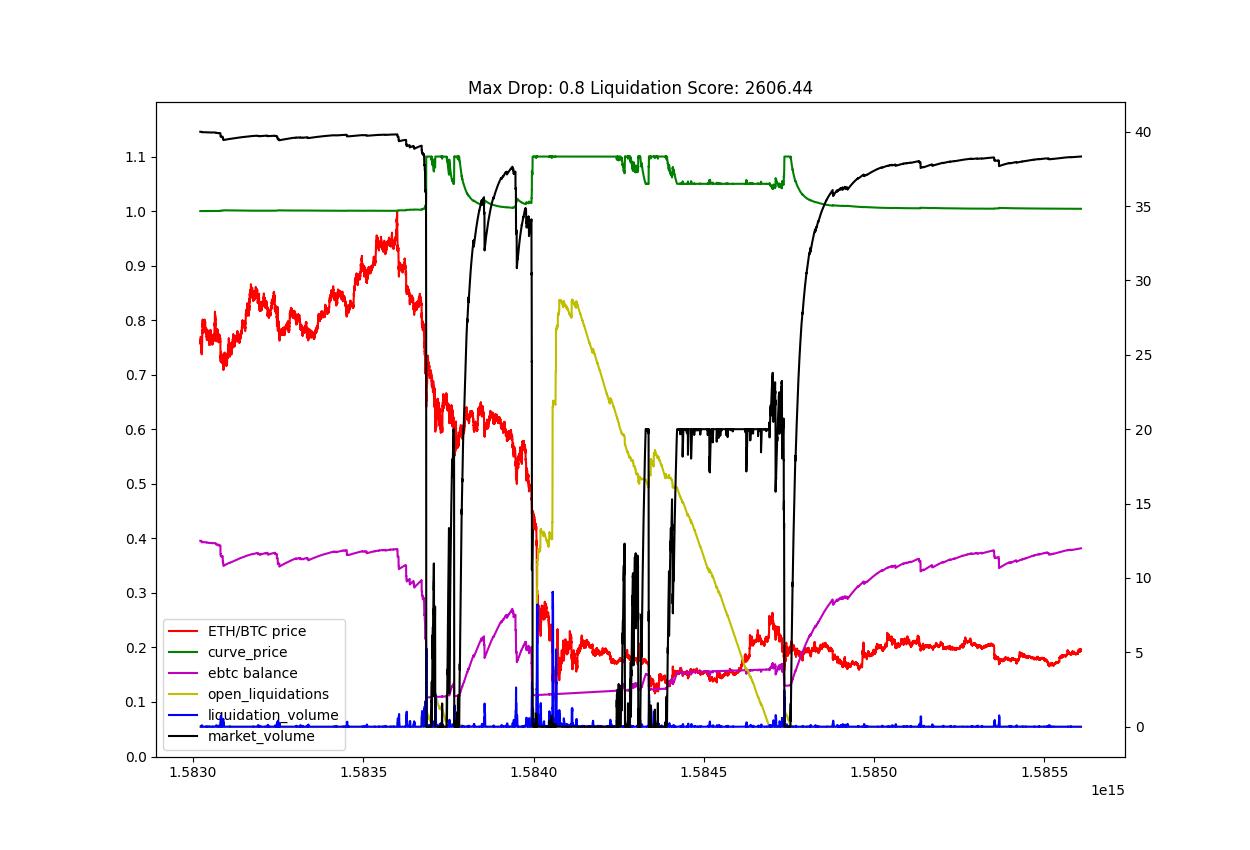 Max Drop: 0.8 Liquidation Score: 2606.44
1.1
1.0
0.9
0.8
0.7
0.6
0.5
0.4
0.3
0.2
0.1
0.0
40
35
30
25
20
15
10
5
0
ETH/BTC price
curve_price
ebtc balance
open_liquidations
liquidation_volume
market_volume
1.5830 1.5835 1.5840 1.5845 1.5850 1.5855
1e15